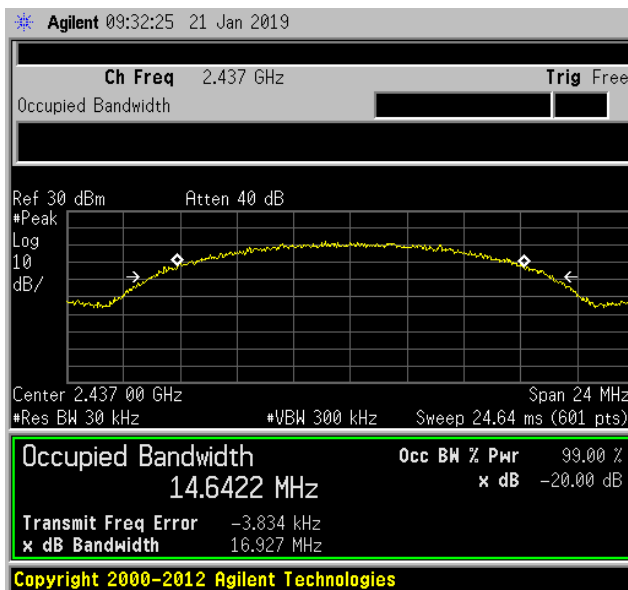 Agilent 09:32:25 21 Jan 2019
Ch Freq 2.437 GHz Trig Free
Occupied Bandwidth
Ref 30 dBm Atten 40 dB
#Peak
Log
10
dB/
Center 2.437 00 GHz Span 24 MHz
#Res BW 30 kHz #VBW 300 kHz Sweep 24.64 ms (601 pts)
Occupied Bandwidth Occ BW % Pwr 99.00 %
14.6422 MHz x dB -20.00 dB
Transmit Freq Error -3.834 kHz
x dB Bandwidth 16.927 MHz
Copyright 2000-2012 Agilent Technologies